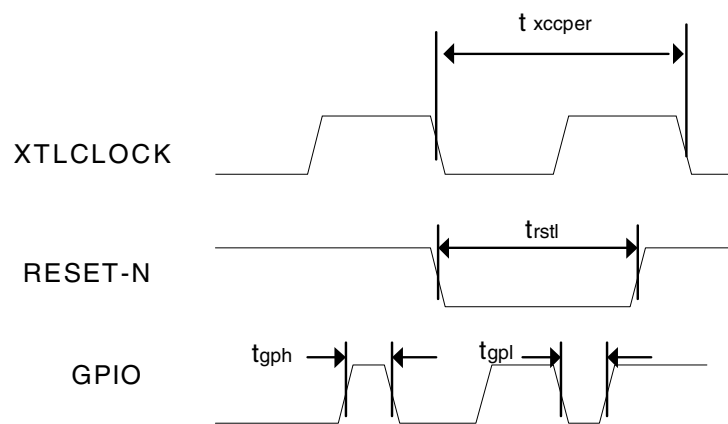 t xccper
XTLCLOCK
trstl
RESET-N
tgph
tgpl
GPIO